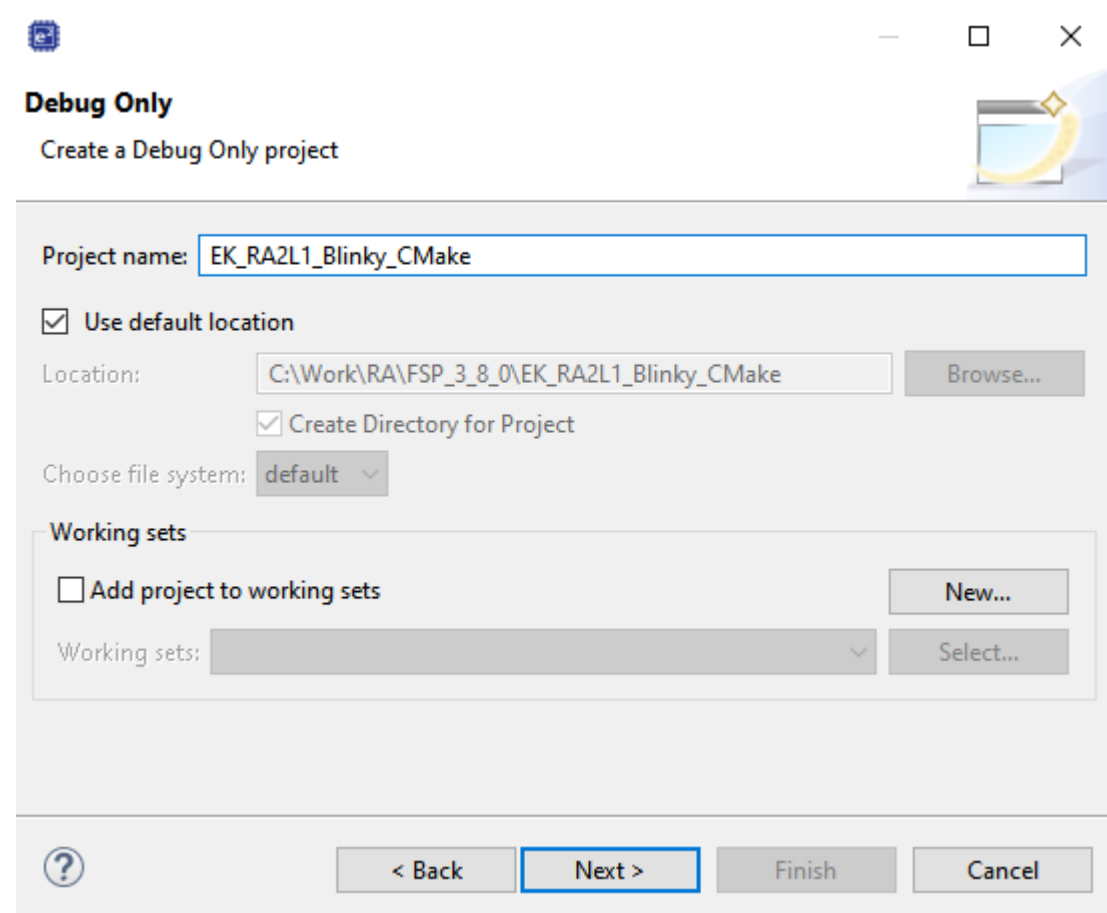 e²
Debug Only
Create a Debug Only project
Project name: EK_RA2L1_Blinky_CMake
Use default location
Location: C:\Work\RA\FSP_3_8_0\EK_RA2L1_Blinky_CMake Browse...
Create Directory for Project
Choose file system: default
Working sets
Add project to working sets New...
Working sets: Select...
? < Back Next > Finish Cancel